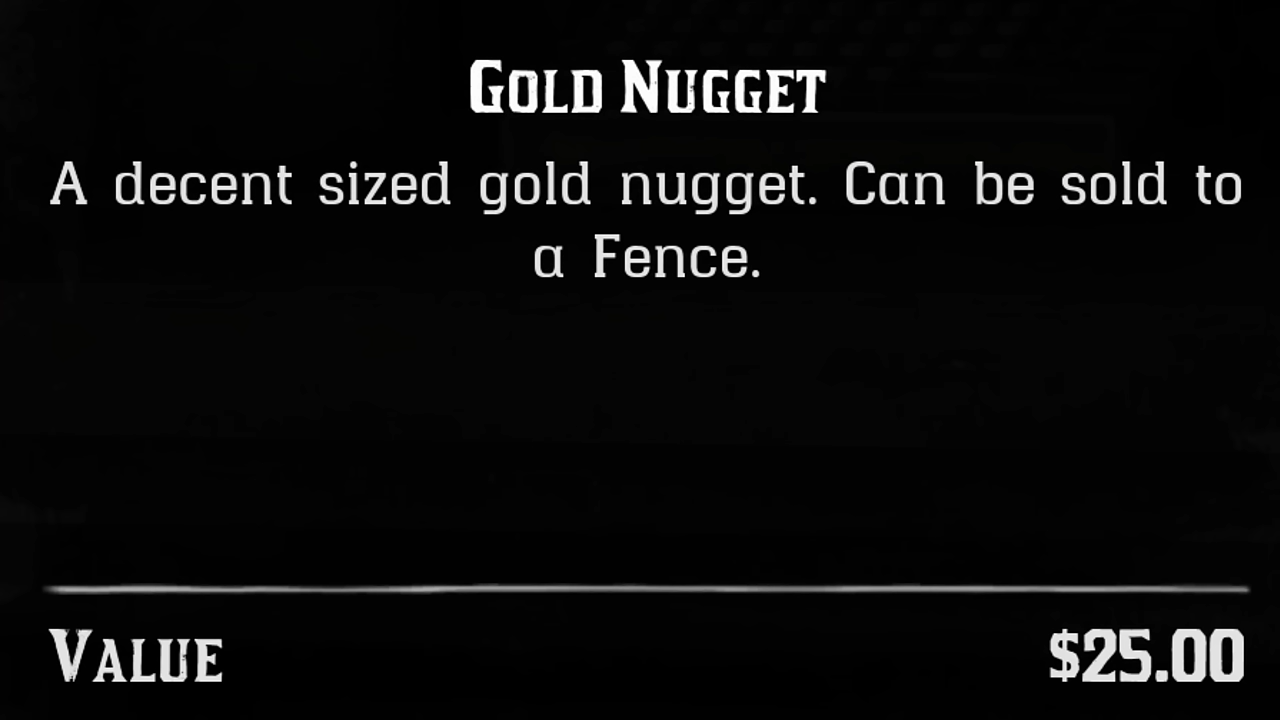 Gold Nugget
A decent sized gold nugget. Can be sold to
a Fence.
Value $25.00